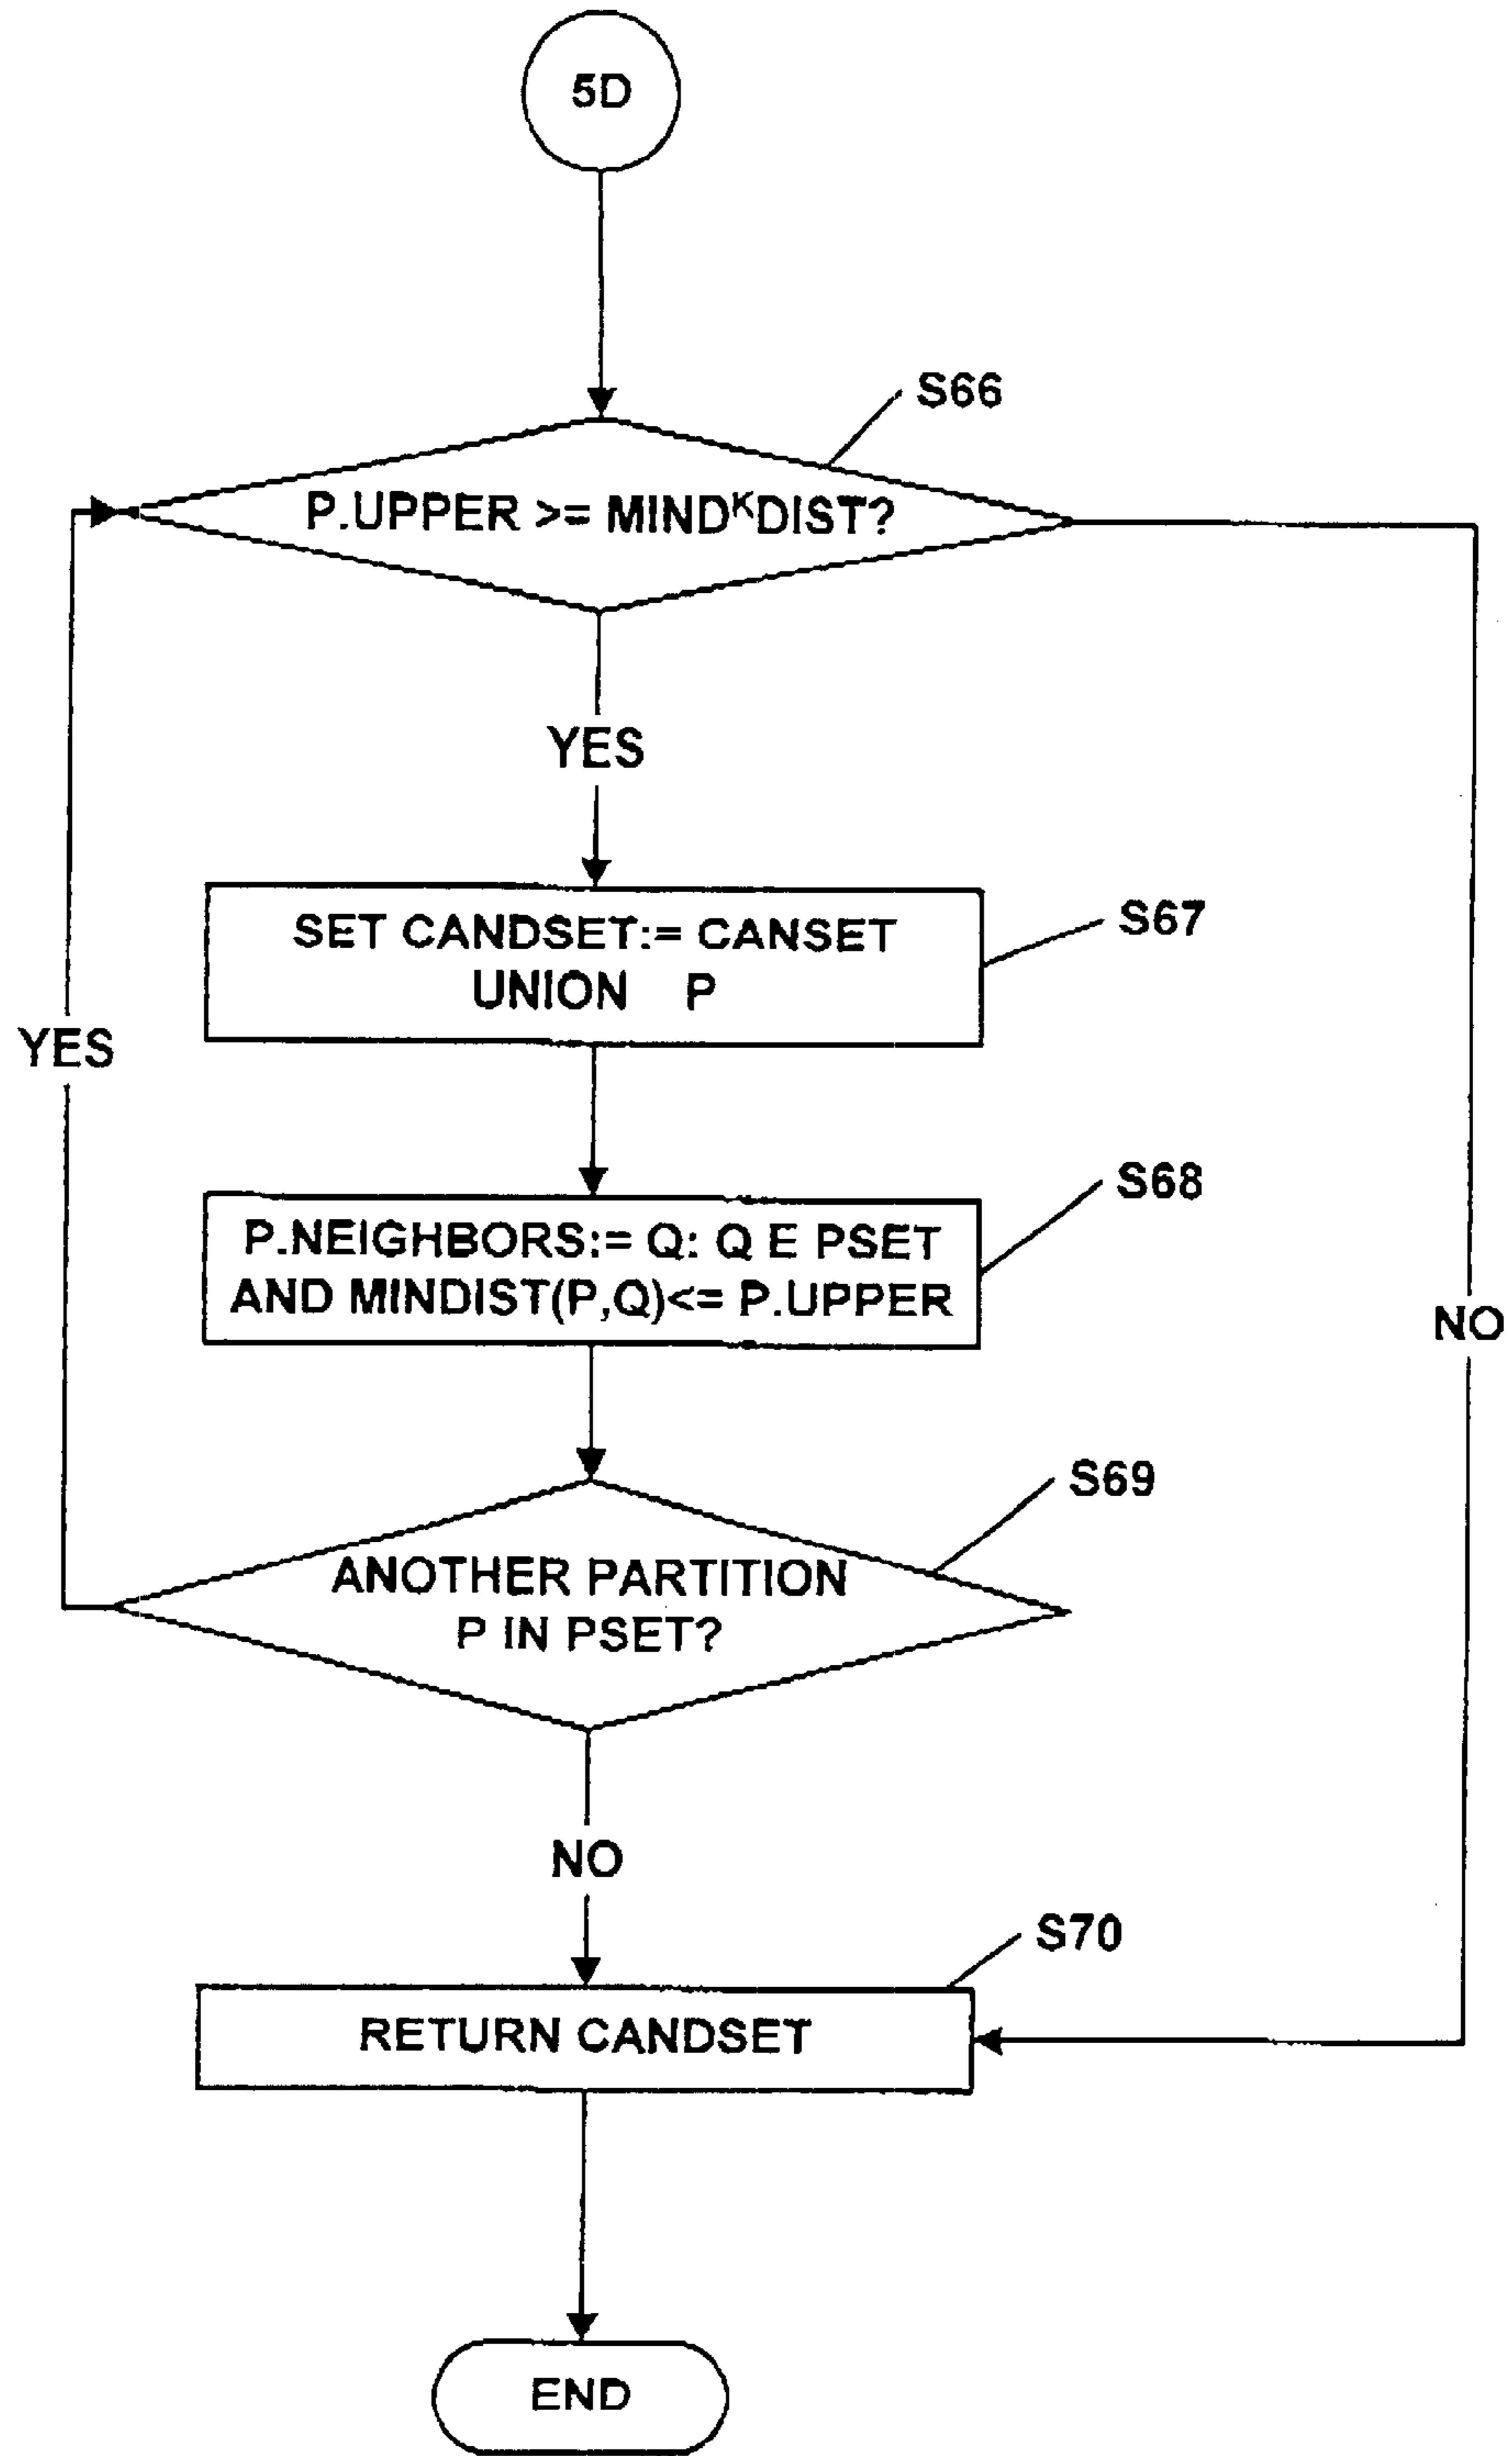 5D
S66
P.UPPER >= MIND^KDIST?
YES
SET CANDSET:= CANSET
UNION P
S67
YES
S68
P.NEIGHBORS:= Q: Q E PSET
AND MINDIST(P,Q)<= P.UPPER
NO
S69
ANOTHER PARTITION
P IN PSET?
NO
S70
RETURN CANDSET
END